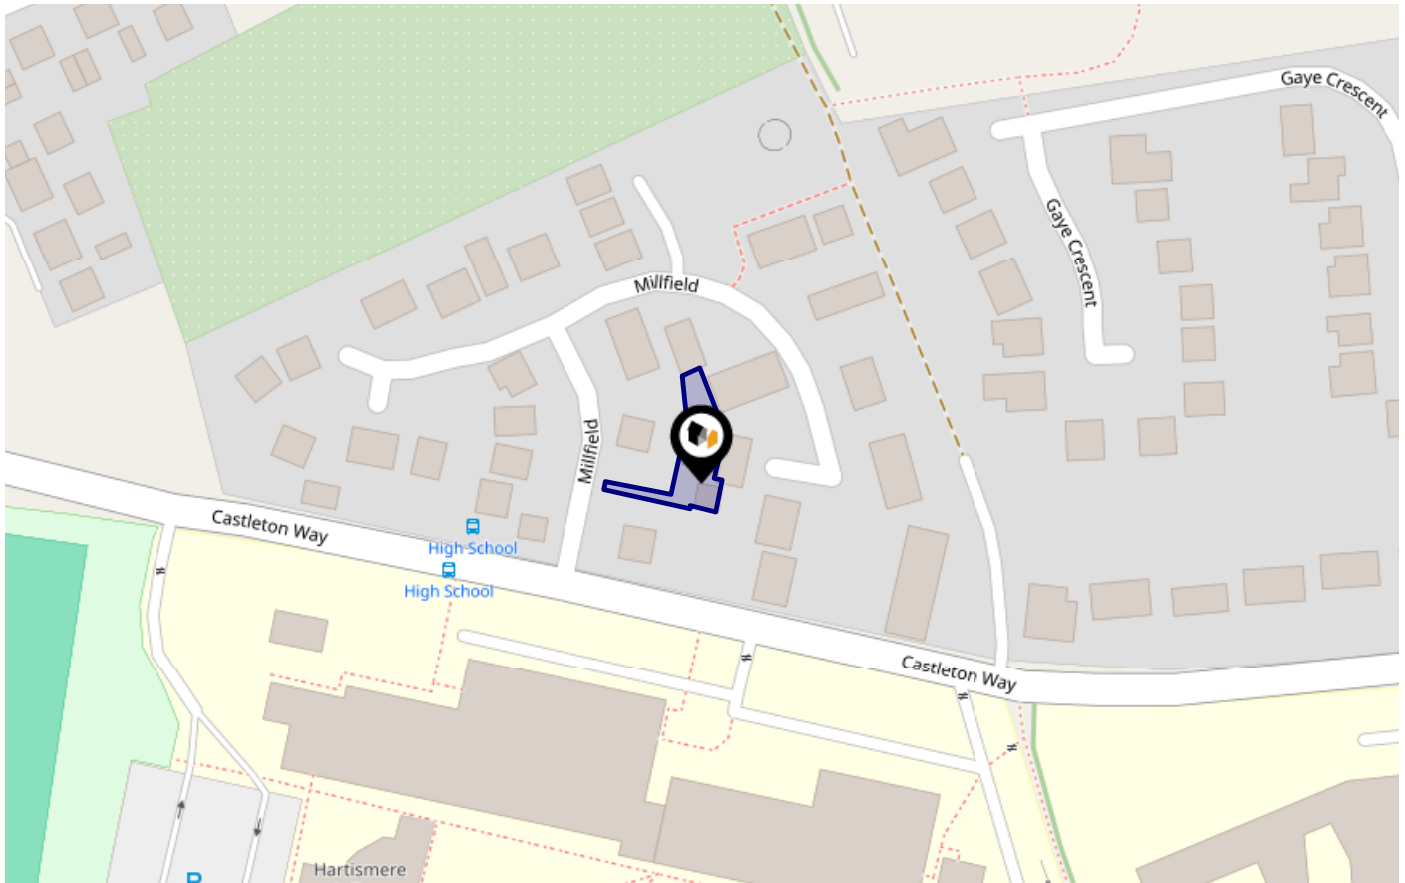 Gaye Crescent
Gaye Crescent
Millfield
Millfield
Castleton Way
High School
High School
Castleton Way
Hartismere
P